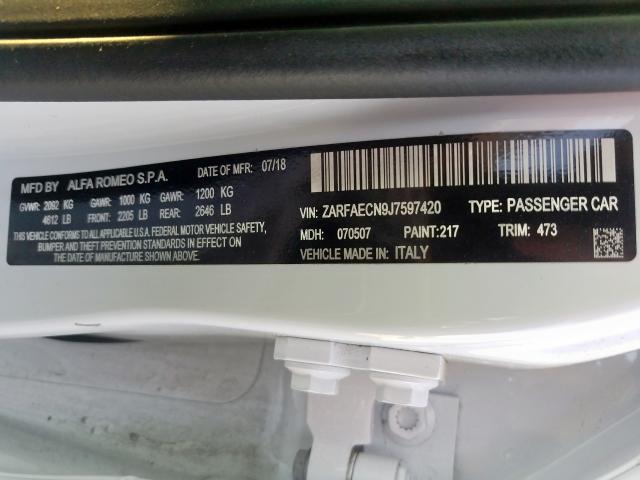 MFD BY ALFA ROMEO S.P.A. DATE OF MFR: 07/18
GVWR: 2092 KG GAWR: 1000 KG GAWR: 1200 KG
4612 LB FRONT: 2205 LB REAR: 2646 LB
THIS VEHICLE CONFORMS TO ALL U.S.A. FEDERAL MOTOR VEHICLE SAFETY,
BUMPER AND THEFT PREVENTION STANDARDS IN EFFECT ON
THE DATE OF MANUFACTURE SHOWN ABOVE.
VIN: ZARFAECN9J7597420 TYPE: PASSENGER CAR
MDH: 070507 PAINT:217 TRIM: 473
VEHICLE MADE IN: ITALY